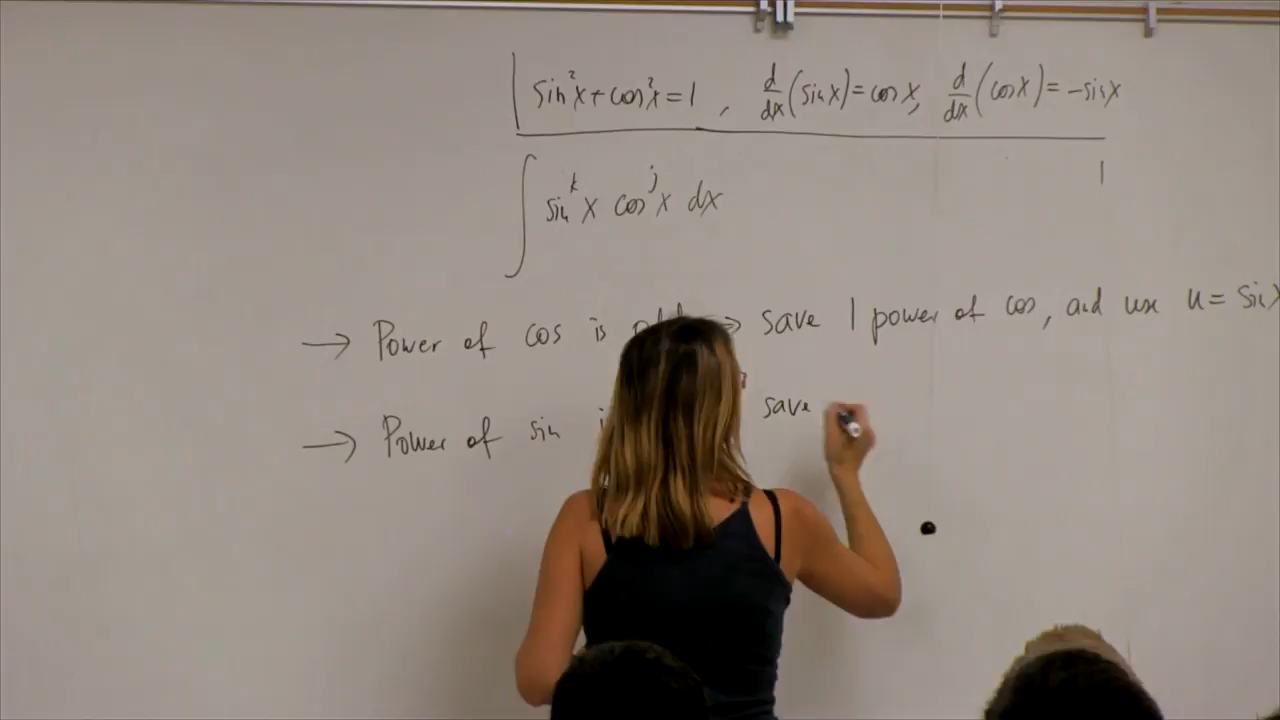 sin²x + cos²x = 1 , d/dx (sin x) = cos x, d/dx (cos x) = -sin x
∫ sin^k x cos^j x dx
→ Power of cos is odd ⇒ save 1 power of cos, and use u = sin x
→ Power of sin save